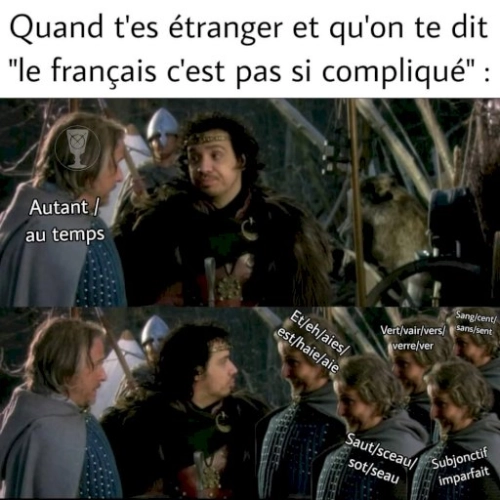 Quand t'es étranger et qu'on te dit
"le français c'est pas si compliqué" :
Autant /
au temps
Et/eh/aies/
est/haie/aie
Vert/vair/vers/
verre/ver
Sang/cent/
sans/sent
Saut/sceau/
sot/seau
Subjonctif
imparfait